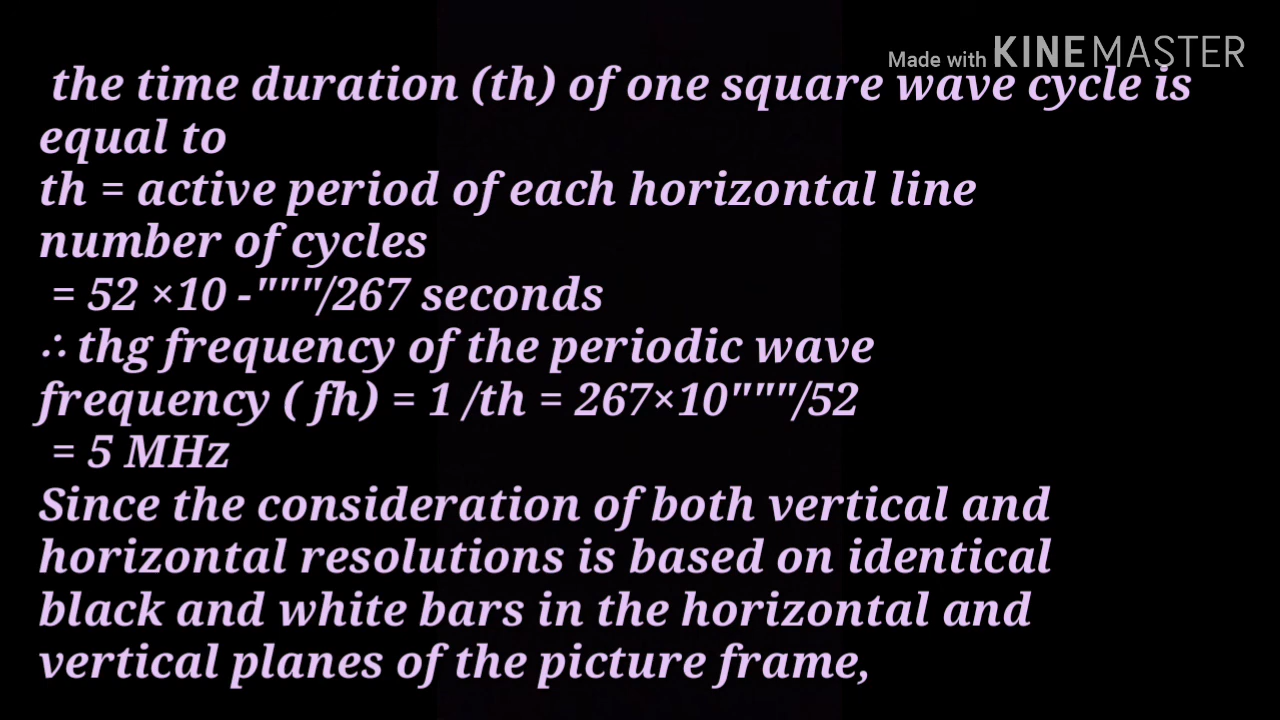 Made with KINEMASTER
the time duration (th) of one square wave cycle is
equal to
th = active period of each horizontal line
number of cycles
= 52 ×10 -"""/267 seconds
∴ thg frequency of the periodic wave
frequency ( fh) = 1 /th = 267×10"""/52
= 5 MHz
Since the consideration of both vertical and
horizontal resolutions is based on identical
black and white bars in the horizontal and
vertical planes of the picture frame,